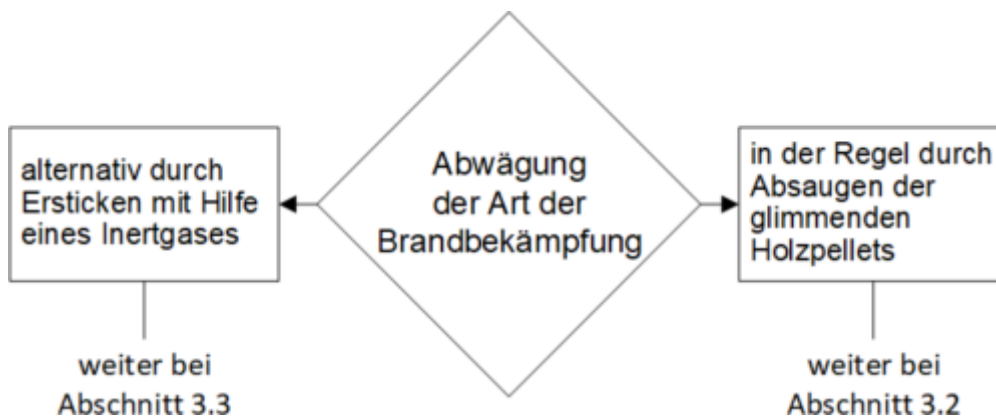 alternativ durch
Ersticken mit Hilfe
eines Inertgases
weiter bei
Abschnitt 3.3
Abwägung
der Art der
Brandbekämpfung
in der Regel durch
Absaugen der
glimmenden
Holzpellets
weiter bei
Abschnitt 3.2